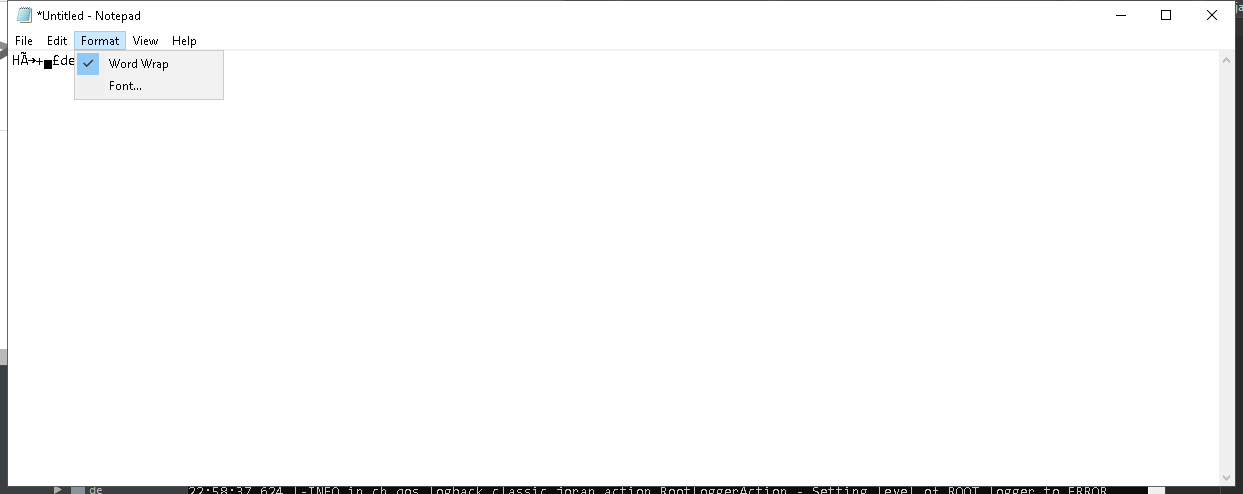 *Untitled - Notepad
File Edit Format View Help
HÃ→+▄£de
Word Wrap
Font...
de
22:58:37,624 |-INFO in ch.qos.logback.classic.joran.action.RootLoggerAction - Setting level of ROOT logger to ERROR
ja